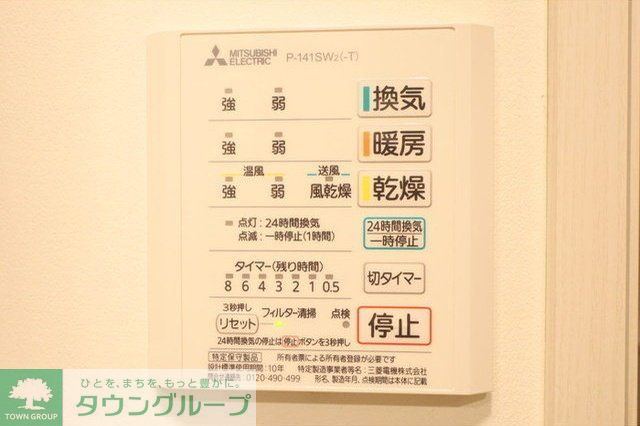 MITSUBISHI ELECTRIC P-141SW2(-T)
強 弱 換気
強 弱 暖房
温風 送風
強 弱 風乾燥 乾燥
点灯：24時間換気
点滅：一時停止(1時間)
24時間換気
一時停止
タイマー(残り時間)
8 6 4 3 2 1 0.5
切タイマー
3秒押し
リセット フィルター清掃 点検
停止
24時間換気の停止は停止ボタンを3秒押し
特定保守製品 所有者票による所有者登録が必要です
設計標準使用期間：10年 特定製造事業者等名：三菱電機株式会社
問合せ連絡先：0120-490-499 形名、製造年月、点検期間は本体に記載
ひとを、まちを、もっと豊かに。
タウングループ
TOWN GROUP